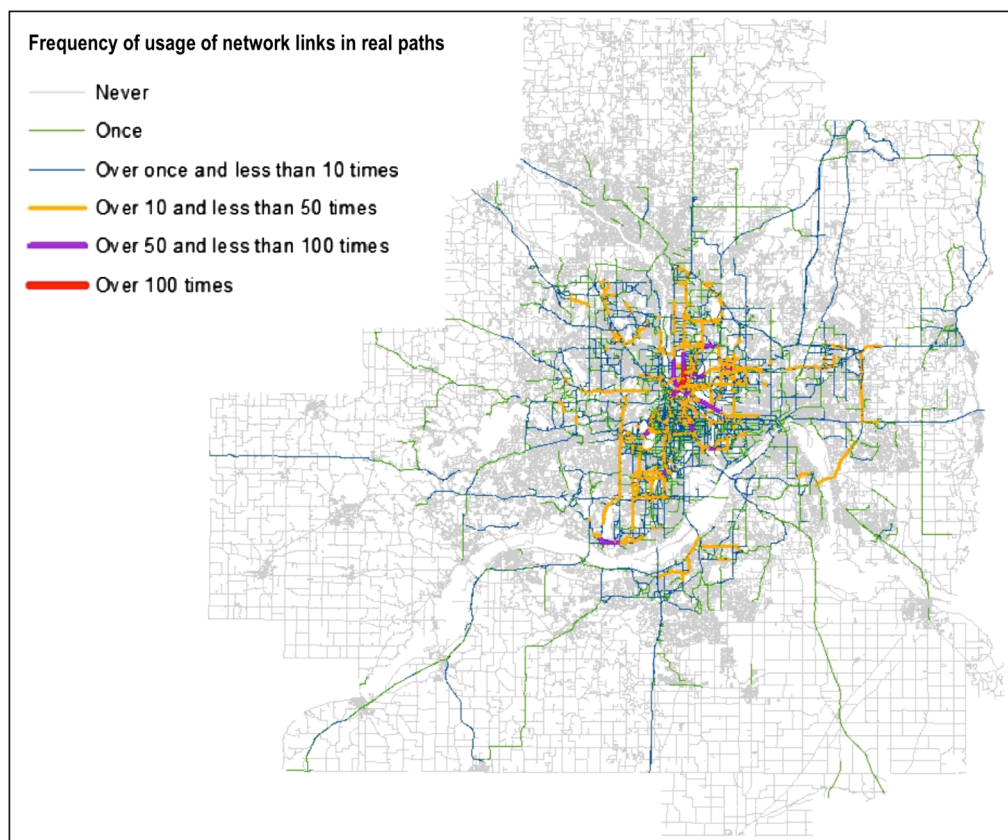 Frequency of usage of network links in real paths
Never
Once
Over once and less than 10 times
Over 10 and less than 50 times
Over 50 and less than 100 times
Over 100 times